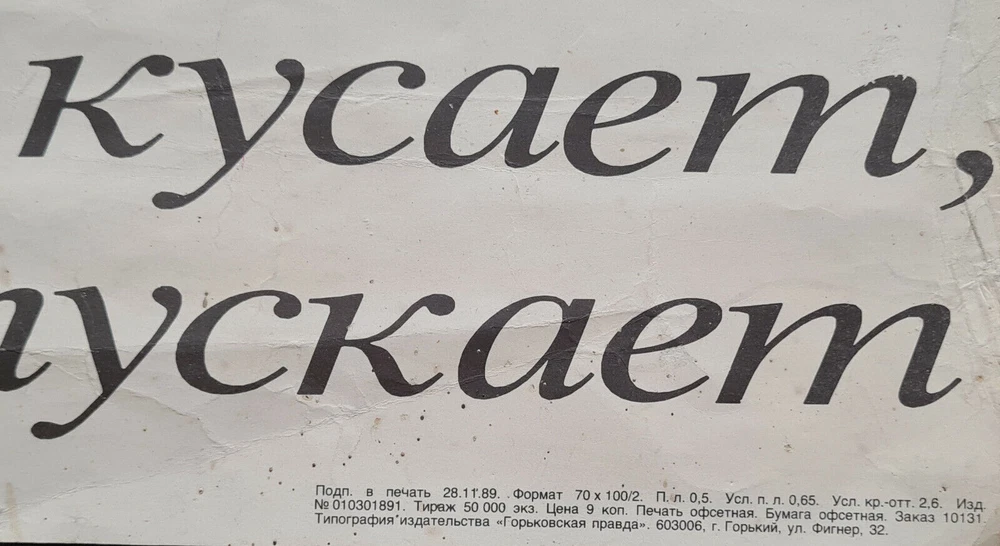 кусает,
пускает
Подп. в печать 28.11.89. Формат 70 х 100/2. П. л. 0,5. Усл. п. л. 0,65. Усл. кр.-отт. 2,6. Изд.
№ 010301891. Тираж 50 000 экз. Цена 9 коп. Печать офсетная. Бумага офсетная. Заказ 10131.
Типография издательства «Горьковская правда». 603006, г. Горький, ул. Фигнер, 32.